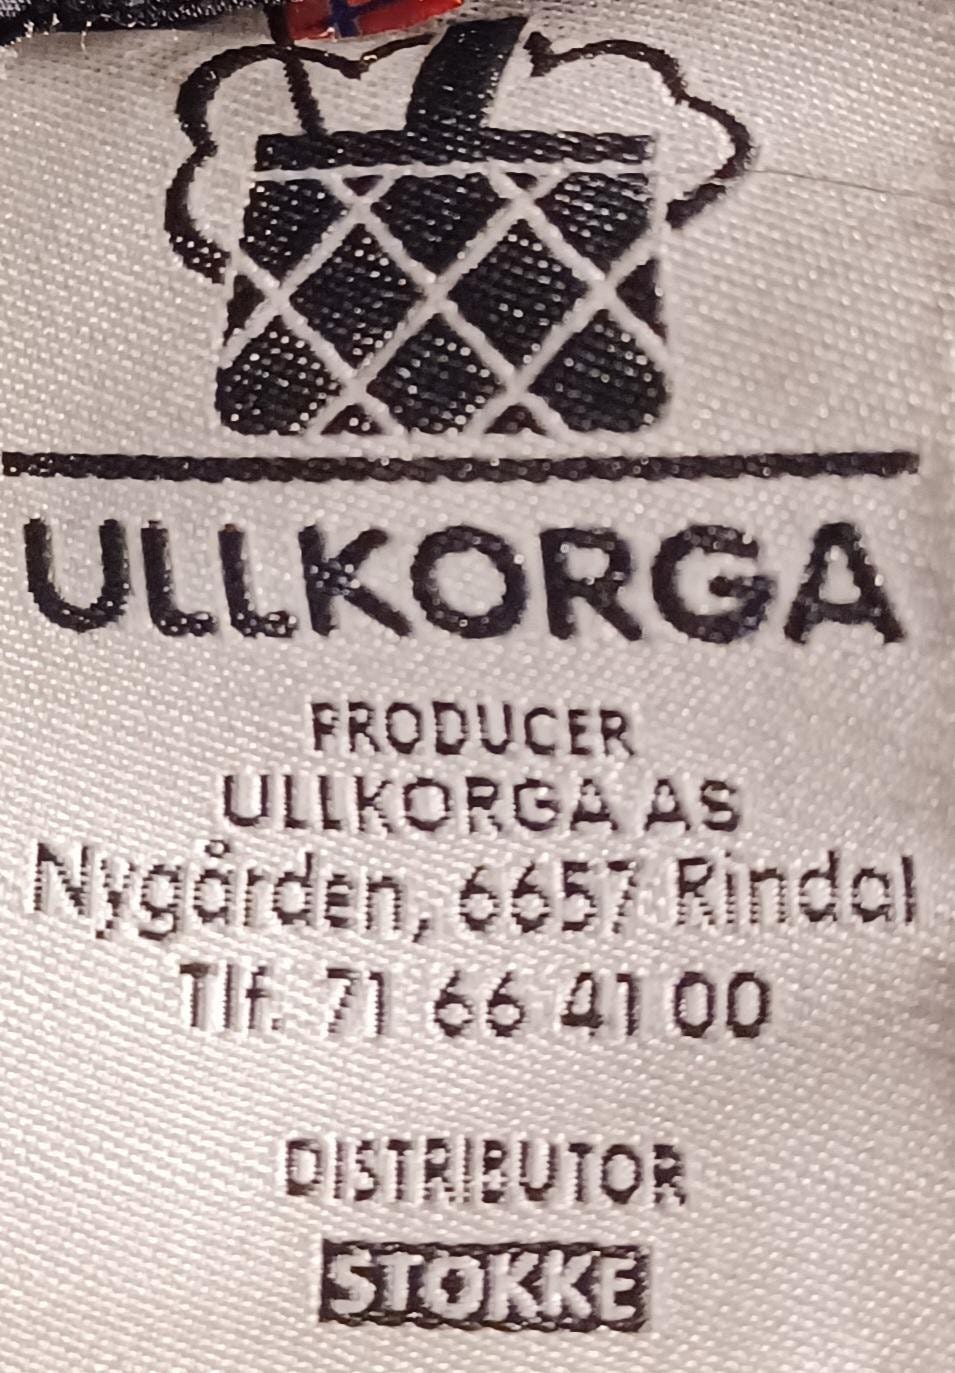 ULLKORGA
PRODUCER
ULLKORGA AS
Nygården, 6657 Rindal
Tlf. 71 66 41 00
DISTRIBUTOR
STOKKE